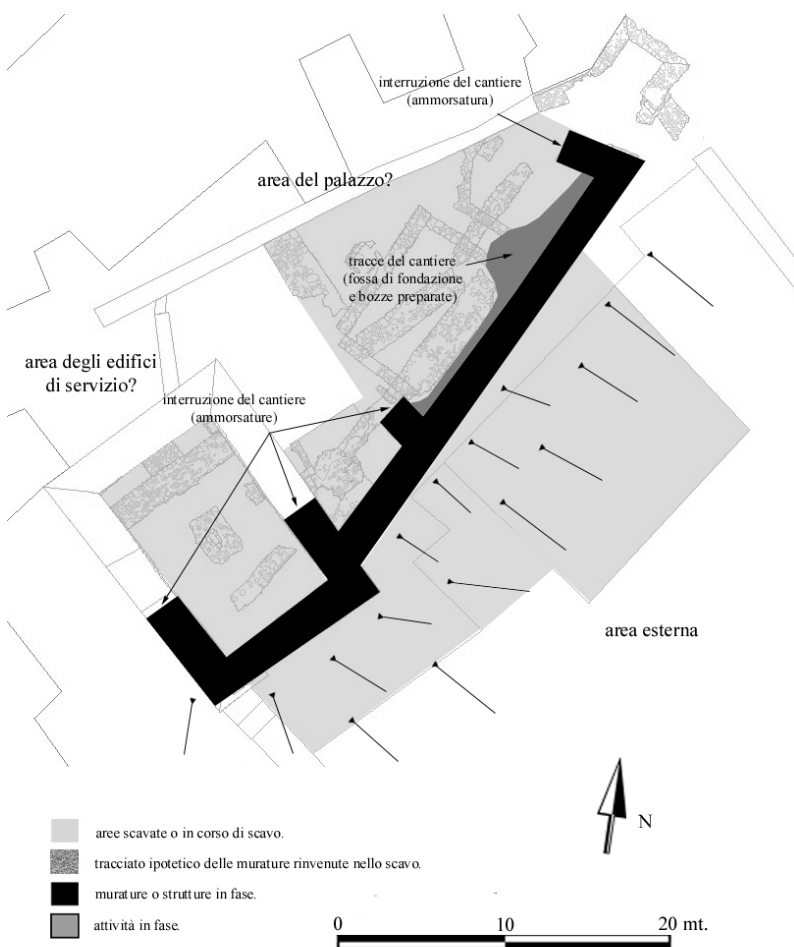 interruzione del cantiere
(ammorsatura)
area del palazzo?
tracce del cantiere
(fossa di fondazione
e bozze preparate)
area degli edifici
di servizio?
interruzione del cantiere
(ammorsature)
area esterna
N
aree scavate o in corso di scavo.
tracciato ipotetico delle murature rinvenute nello scavo.
murature o strutture in fase.
attività in fase.
0 10 20 mt.